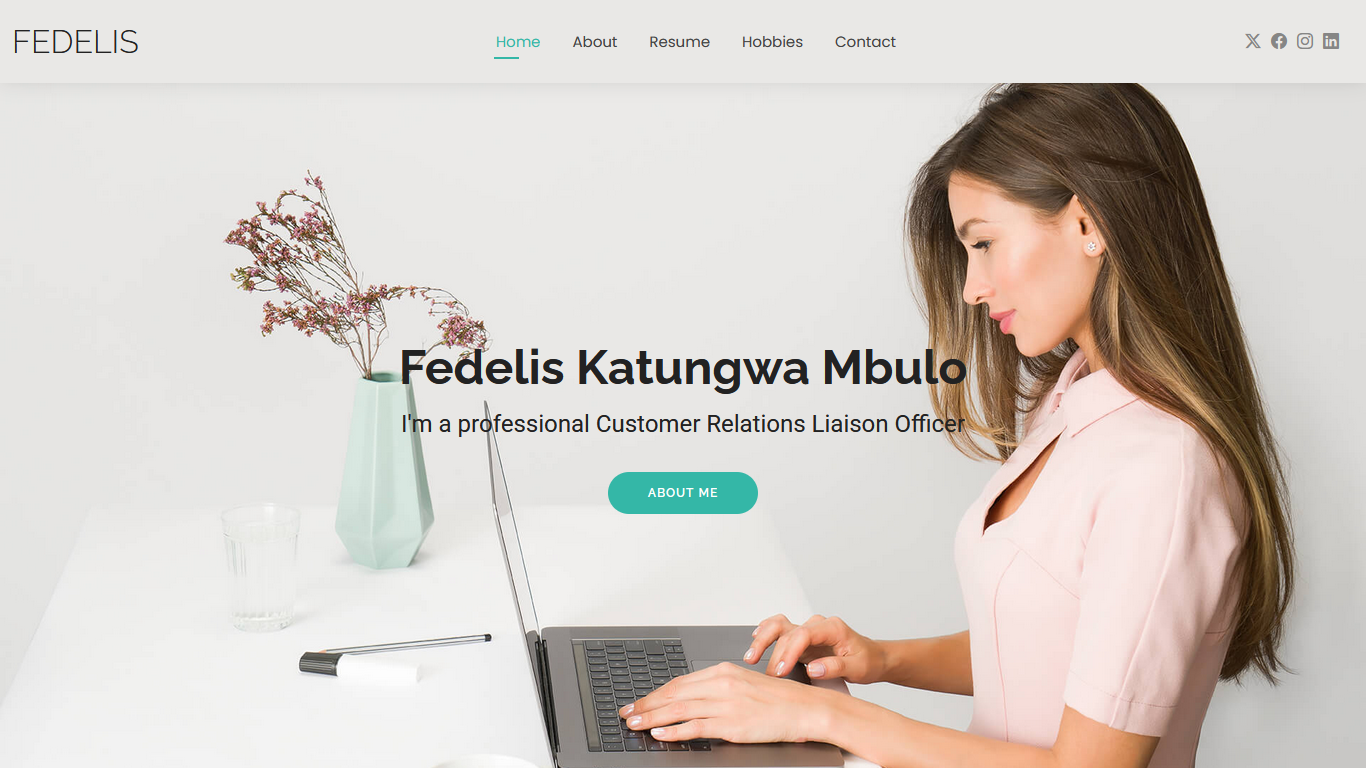 FEDELIS
Home
About
Resume
Hobbies
Contact
Fedelis Katungwa Mbulo
I'm a professional Customer Relations Liaison Officer
ABOUT ME